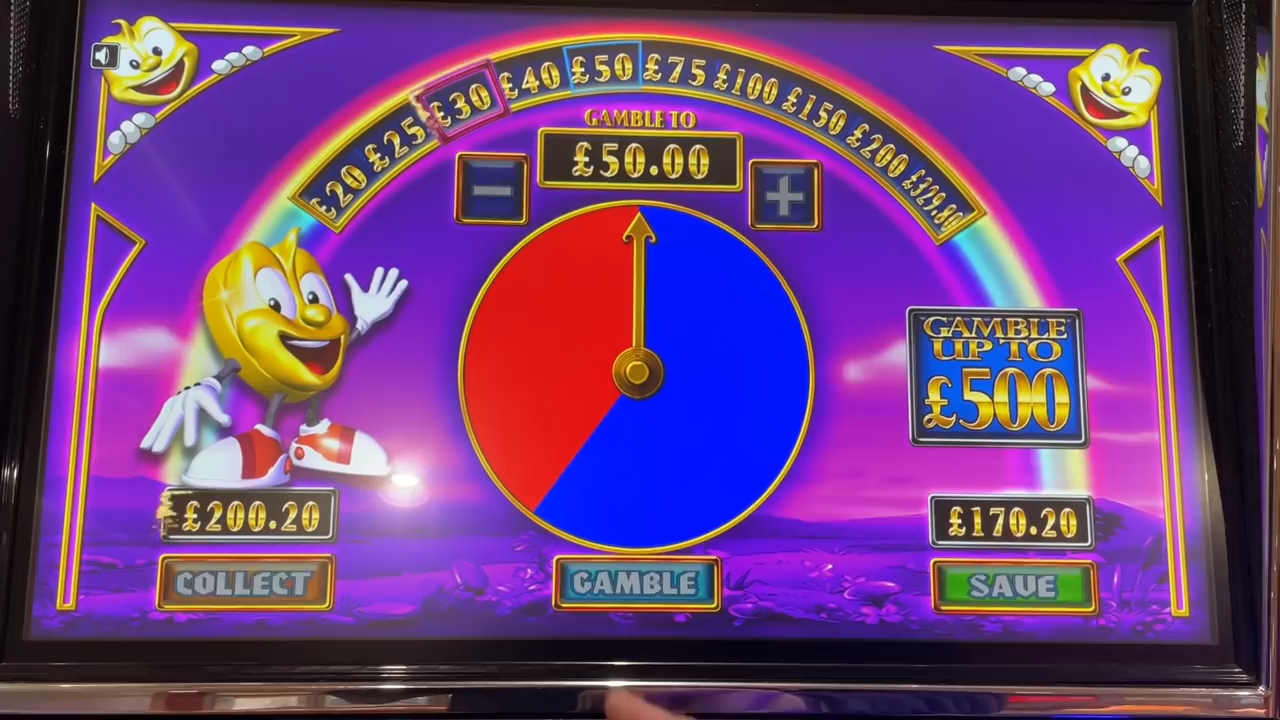 £20 £25 £30 £40 £50 £75 £100 £150 £200 £329.80
GAMBLE TO
£50.00
GAMBLE
UP TO
£500
£200.20
£170.20
COLLECT
GAMBLE
SAVE